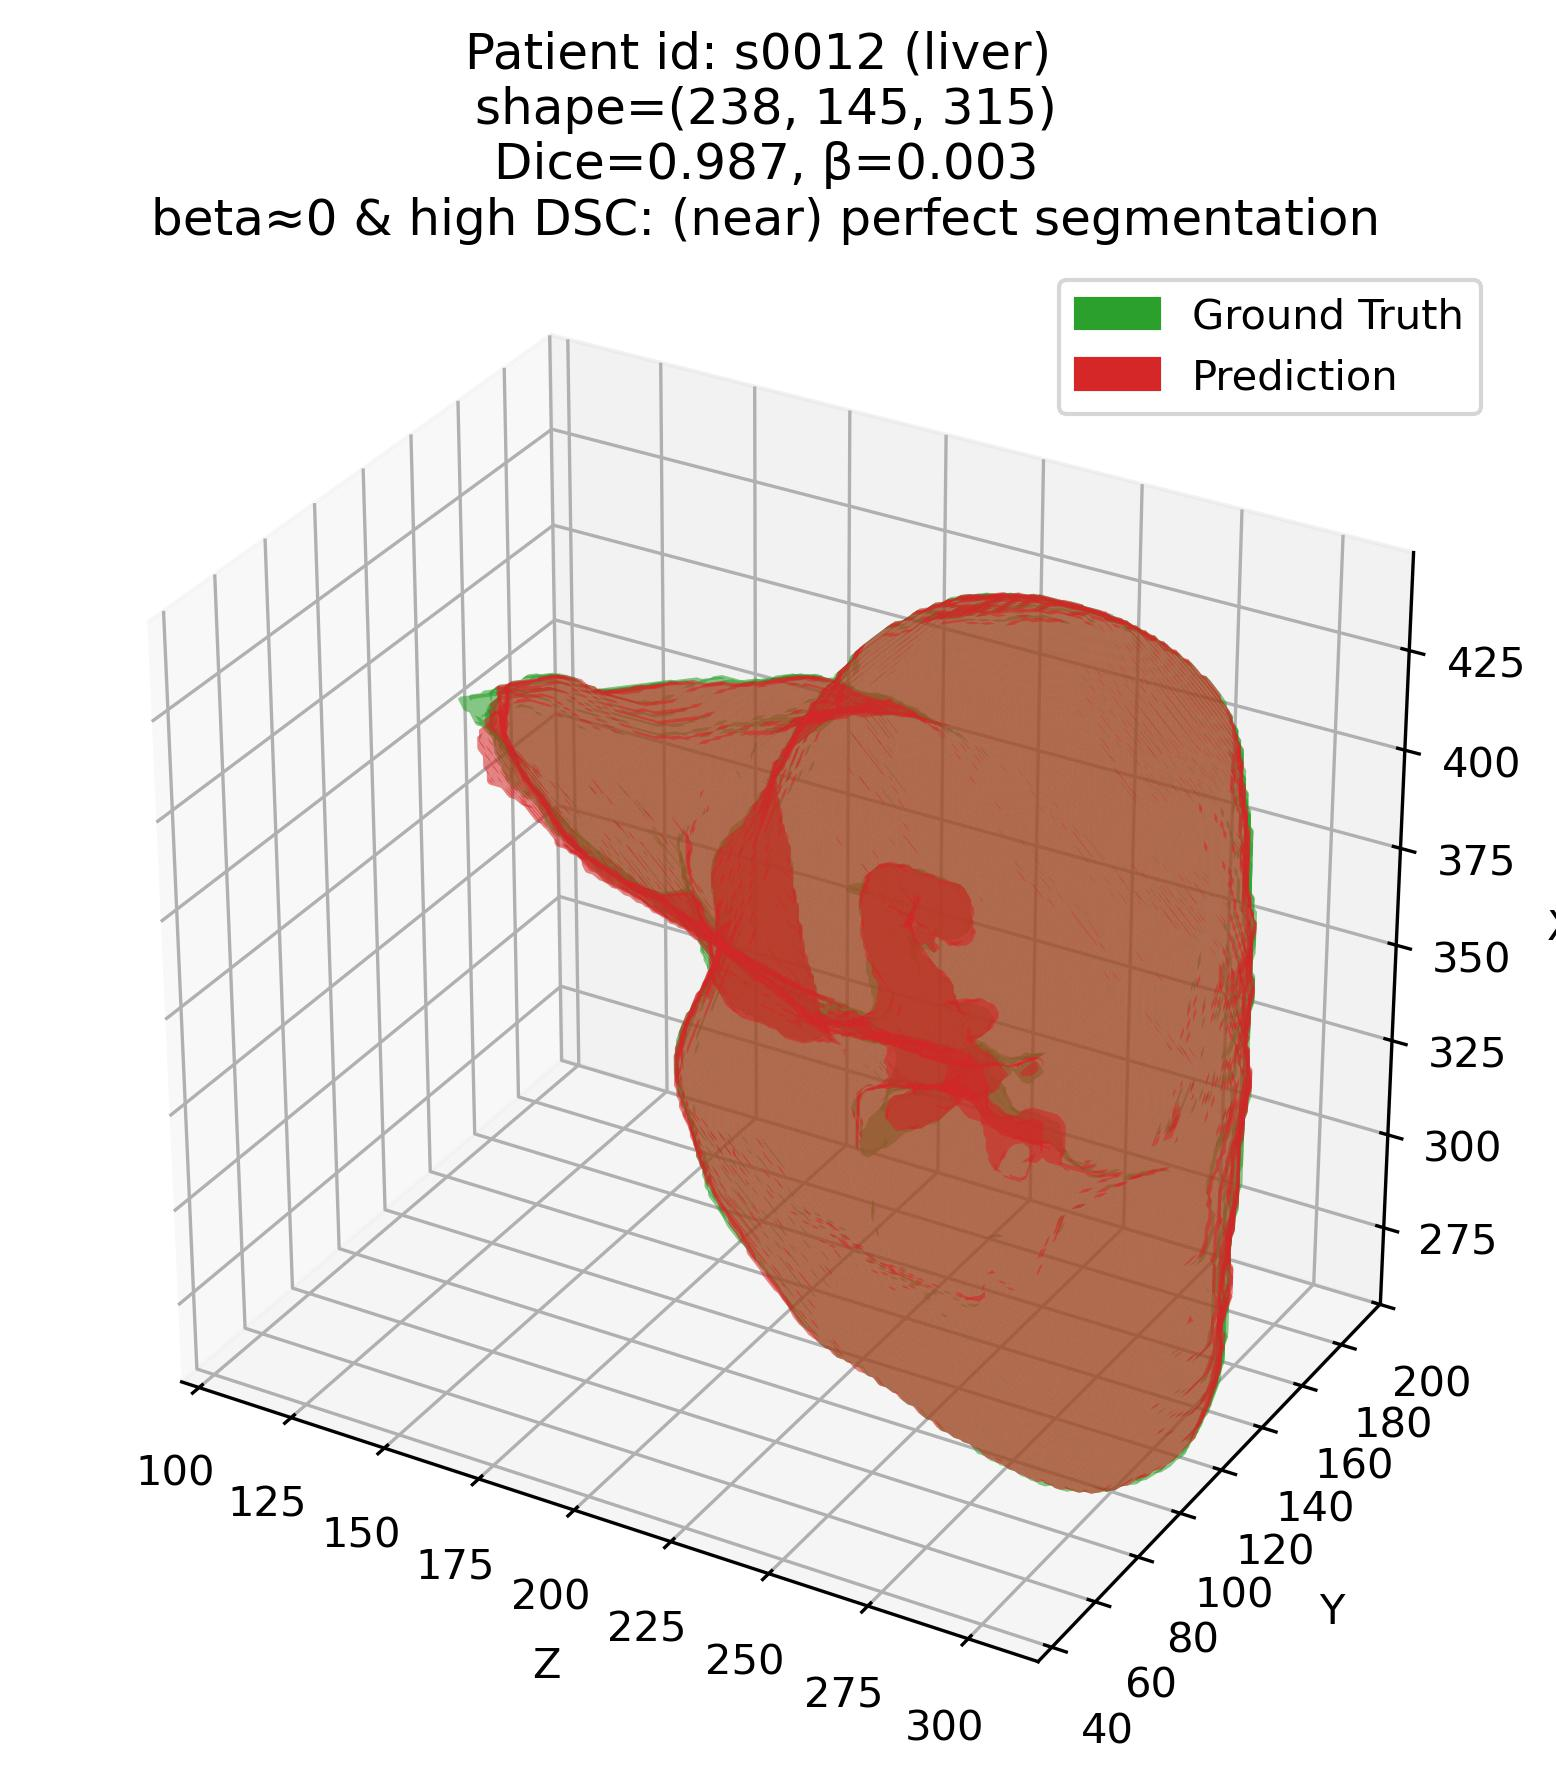 Patient id: s0012 (liver)
shape=(238, 145, 315)
Dice=0.987, β=0.003
beta≈0 & high DSC: (near) perfect segmentation
Ground Truth
Prediction
425
400
375
X
350
325
300
275
200
180
160
140
120
100
80
60
40
Y
100
125
150
175
200
225
250
275
300
Z